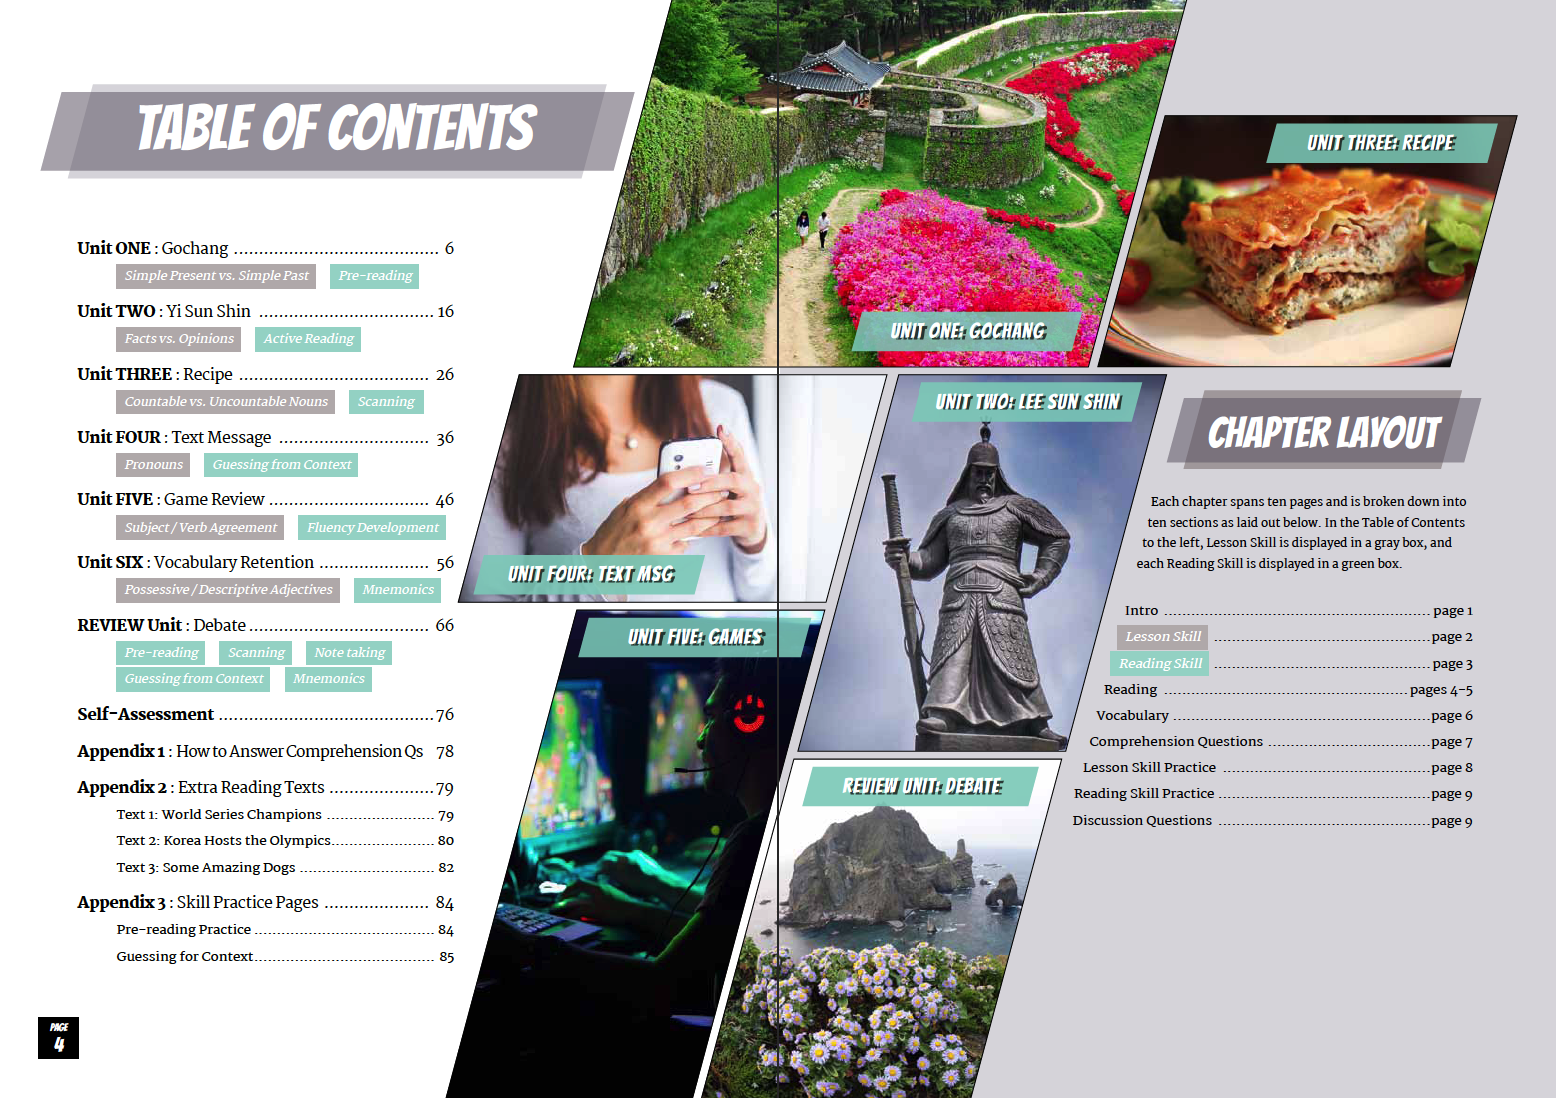 TABLE OF CONTENTS
Unit ONE : Gochang ......................................... 6
Simple Present vs. Simple Past Pre-reading
Unit TWO : Yi Sun Shin ................................... 16
Facts vs. Opinions Active Reading
Unit THREE : Recipe ...................................... 26
Countable vs. Uncountable Nouns Scanning
Unit FOUR : Text Message .............................. 36
Pronouns Guessing from Context
Unit FIVE : Game Review ................................ 46
Subject / Verb Agreement Fluency Development
Unit SIX : Vocabulary Retention ...................... 56
Possessive / Descriptive Adjectives Mnemonics
REVIEW Unit : Debate .................................... 66
Pre-reading Scanning Note taking
Guessing from Context Mnemonics
Self-Assessment ........................................... 76
Appendix 1 : How to Answer Comprehension Qs 78
Appendix 2 : Extra Reading Texts ..................... 79
Text 1: World Series Champions ........................ 79
Text 2: Korea Hosts the Olympics....................... 80
Text 3: Some Amazing Dogs .............................. 82
Appendix 3 : Skill Practice Pages ..................... 84
Pre-reading Practice ........................................ 84
Guessing for Context........................................ 85
PAGE
4
UNIT ONE: GOCHANG
UNIT THREE: RECIPE
UNIT FOUR: TEXT MSG
UNIT TWO: LEE SUN SHIN
UNIT FIVE: GAMES
REVIEW UNIT: DEBATE
CHAPTER LAYOUT
Each chapter spans ten pages and is broken down into
ten sections as laid out below. In the Table of Contents
to the left, Lesson Skill is displayed in a gray box, and
each Reading Skill is displayed in a green box.
Intro .......................................................... page 1
Lesson Skill ............................................... page 2
Reading Skill ............................................... page 3
Reading ..................................................... pages 4-5
Vocabulary ........................................................ page 6
Comprehension Questions ................................... page 7
Lesson Skill Practice ............................................. page 8
Reading Skill Practice .............................................. page 9
Discussion Questions .............................................. page 9